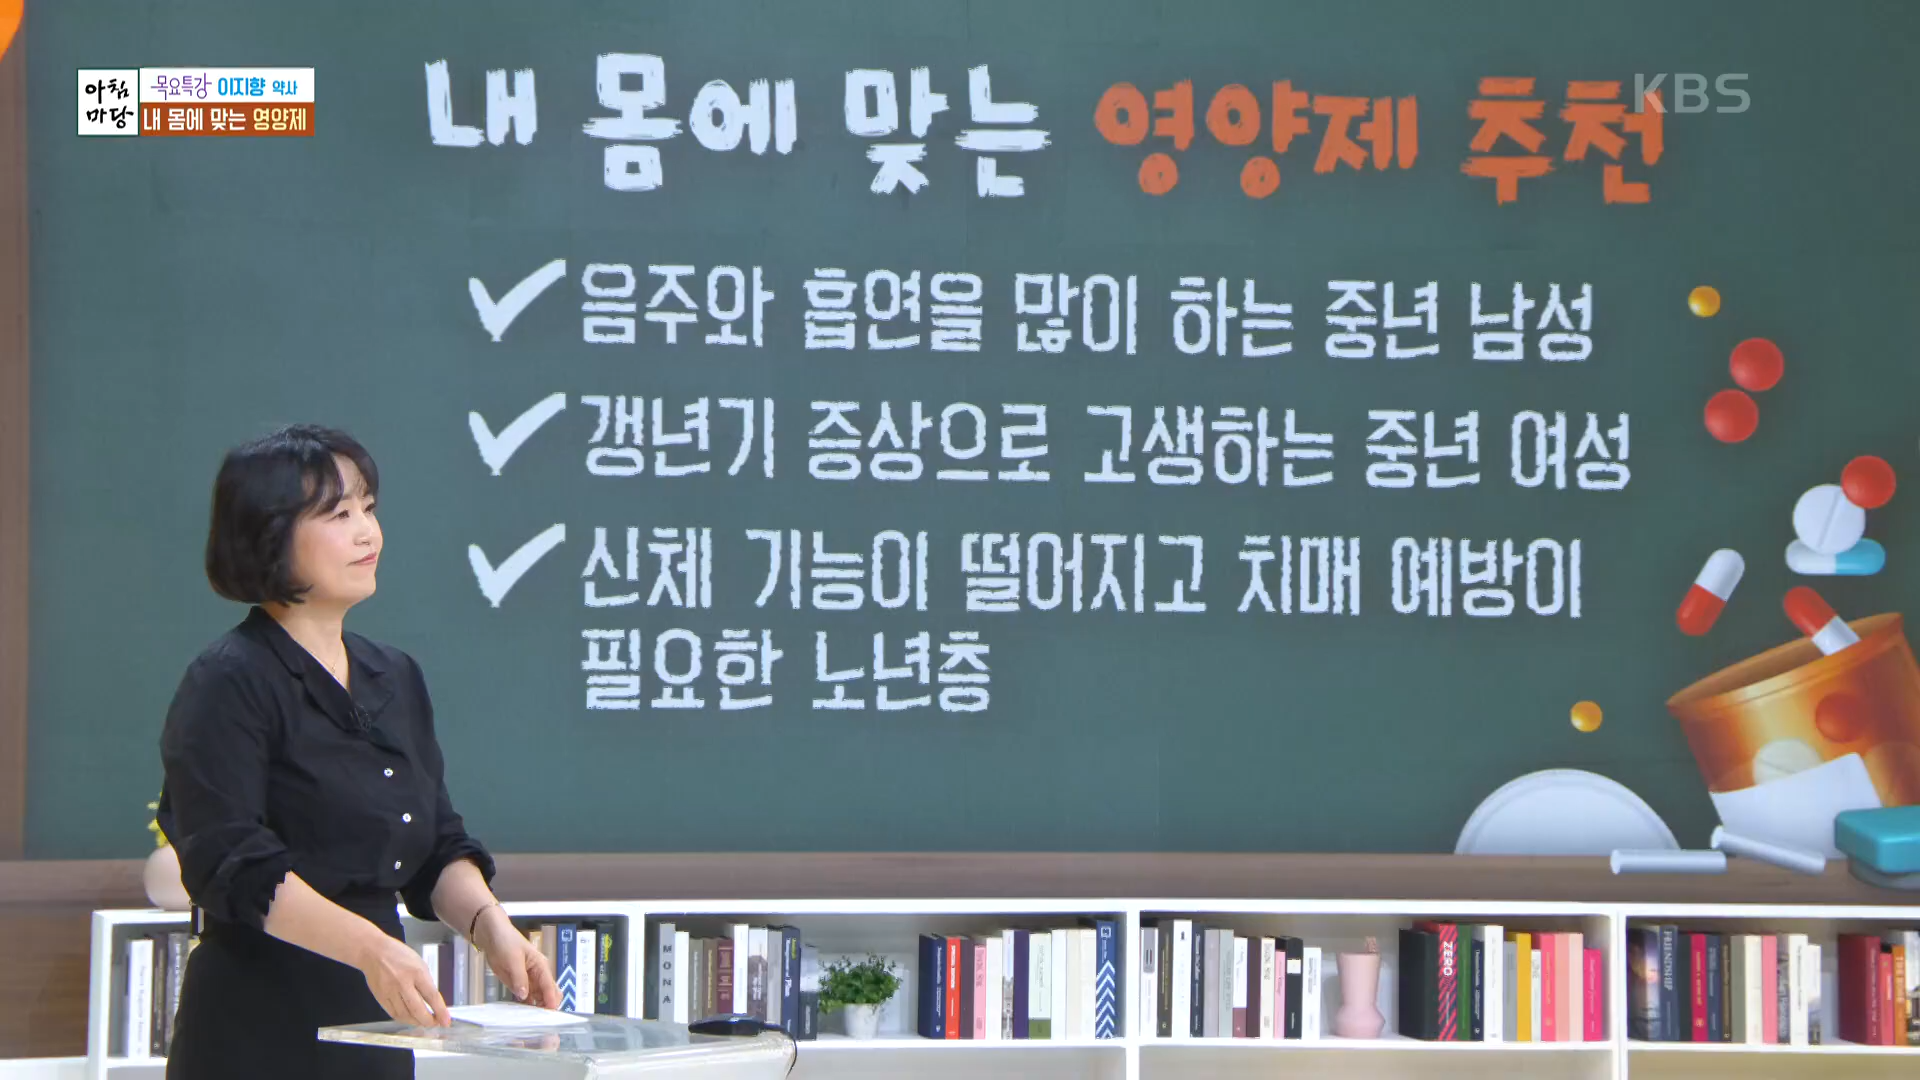 아침
마당
목요특강 이지향 약사
내 몸에 맞는 영양제
KBS
내 몸에 맞는 영양제 추천
음주와 흡연을 많이 하는 중년 남성
갱년기 증상으로 고생하는 중년 여성
신체 기능이 떨어지고 치매 예방이
필요한 노년층
MONA
ZERO
FRIENDSHIP